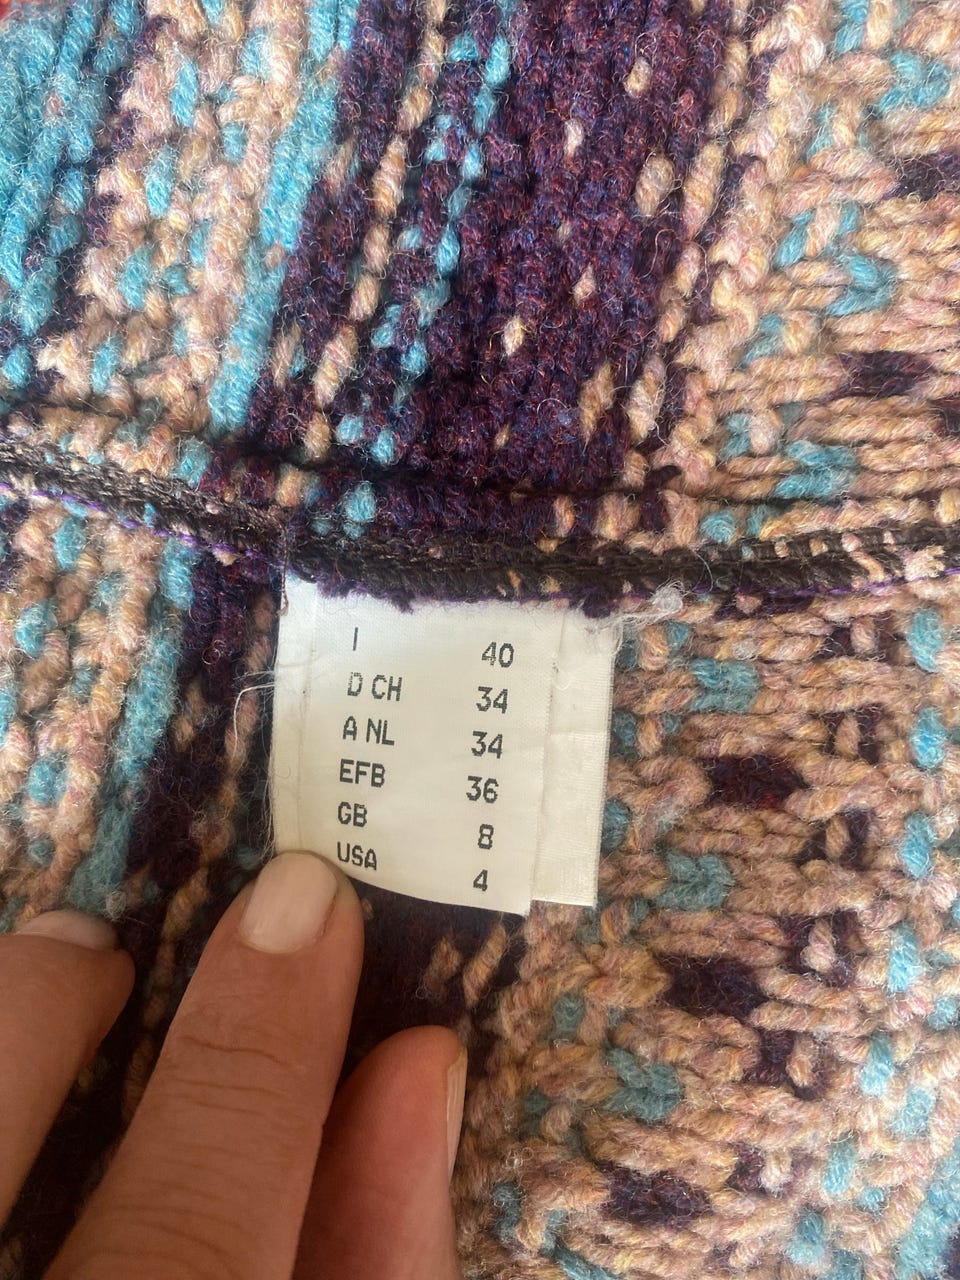 I 40
D CH 34
A NL 34
EFB 36
GB 8
USA 4